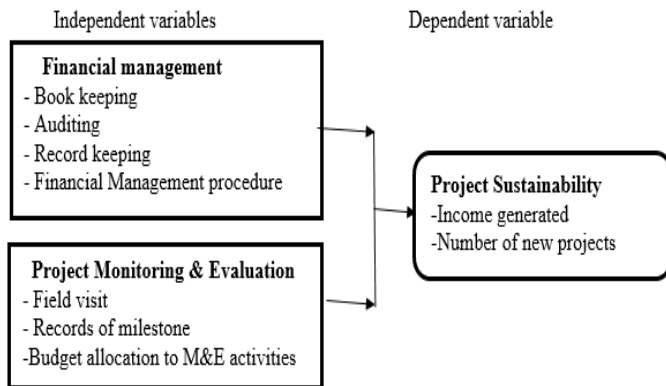 Independent variables
Dependent variable
Financial management
- Book keeping
- Auditing
- Record keeping
- Financial Management procedure
Project Sustainability
-Income generated
-Number of new projects
Project Monitoring & Evaluation
- Field visit
- Records of milestone
-Budget allocation to M&E activities